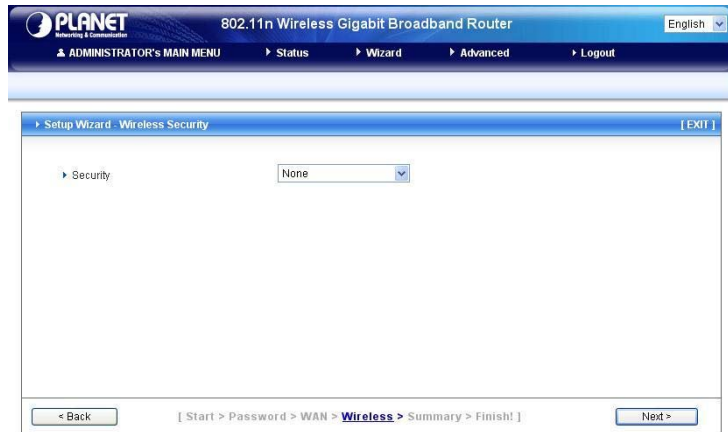 PLANET
Networking & Communication
802.11n Wireless Gigabit Broadband Router
English
ADMINISTRATOR's MAIN MENU Status Wizard Advanced Logout
Setup Wizard - Wireless Security [ EXIT ]
Security None
< Back [ Start > Password > WAN > Wireless > Summary > Finish! ] Next >